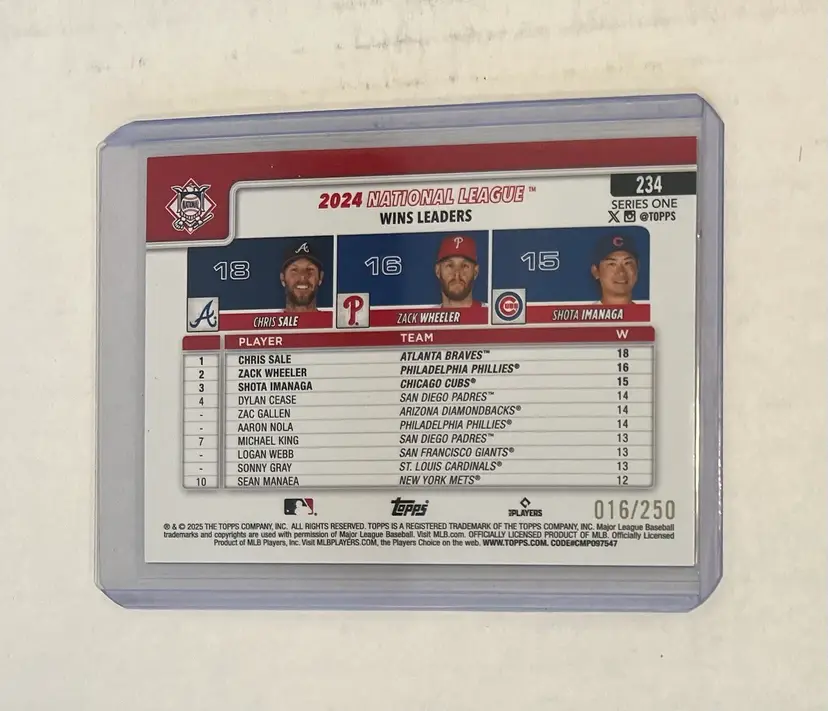 234
SERIES ONE
@TOPPS
2024 NATIONAL LEAGUE™
WINS LEADERS
NATIONAL
18 16 15
A P C
CUBS
CHRIS SALE ZACK WHEELER SHOTA IMANAGA
PLAYER TEAM W
1 CHRIS SALE ATLANTA BRAVES™ 18
2 ZACK WHEELER PHILADELPHIA PHILLIES® 16
3 SHOTA IMANAGA CHICAGO CUBS® 15
4 DYLAN CEASE SAN DIEGO PADRES™ 14
- ZAC GALLEN ARIZONA DIAMONDBACKS® 14
- AARON NOLA PHILADELPHIA PHILLIES® 14
7 MICHAEL KING SAN DIEGO PADRES™ 13
- LOGAN WEBB SAN FRANCISCO GIANTS® 13
- SONNY GRAY ST. LOUIS CARDINALS® 13
10 SEAN MANAEA NEW YORK METS® 12
Topps® PLAYERS 016/250
® & © 2025 THE TOPPS COMPANY, INC. ALL RIGHTS RESERVED. TOPPS IS A REGISTERED TRADEMARK OF THE TOPPS COMPANY, INC. Major League Baseball
trademarks and copyrights are used with permission of Major League Baseball. Visit MLB.com. OFFICIALLY LICENSED PRODUCT OF MLB. Officially Licensed
Product of MLB Players, Inc. Visit MLBPLAYERS.COM, the Players Choice on the web. WWW.TOPPS.COM. CODE#CMP097547